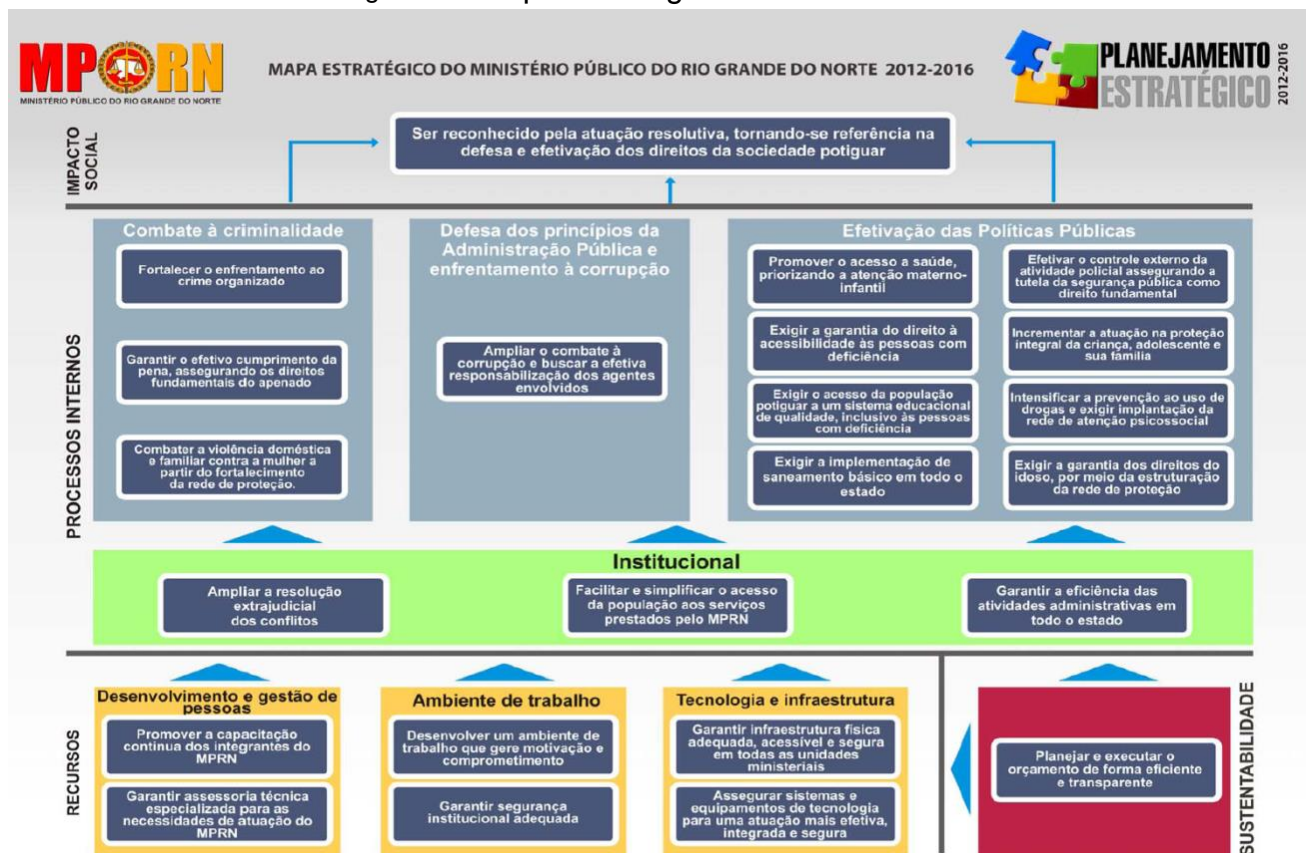 MPRN
MINISTÉRIO PÚBLICO DO RIO GRANDE DO NORTE
MAPA ESTRATÉGICO DO MINISTÉRIO PÚBLICO DO RIO GRANDE DO NORTE 2012-2016
PLANEJAMENTO
ESTRATÉGICO
2012-2016
IMPACTO
SOCIAL
Ser reconhecido pela atuação resolutiva, tornando-se referência na
defesa e efetivação dos direitos da sociedade potiguar
PROCESSOS INTERNOS
Combate à criminalidade
Fortalecer o enfrentamento ao
crime organizado
Garantir o efetivo cumprimento da
pena, assegurando os direitos
fundamentais do apenado
Combater a violência doméstica
e familiar contra a mulher a
partir do fortalecimento
da rede de proteção.
Defesa dos princípios da
Administração Pública e
enfrentamento à corrupção
Ampliar o combate à
corrupção e buscar a efetiva
responsabilização dos agentes
envolvidos
Efetivação das Políticas Públicas
Promover o acesso a saúde,
priorizando a atenção materno-
infantil
Exigir a garantia do direito à
acessibilidade às pessoas com
deficiência
Exigir o acesso da população
potiguar a um sistema educacional
de qualidade, inclusivo às pessoas
com deficiência
Exigir a implementação de
saneamento básico em todo o
estado
Efetivar o controle externo da
atividade policial assegurando a
tutela da segurança pública como
direito fundamental
Incrementar a atuação na proteção
integral da criança, adolescente e
sua família
Intensificar a prevenção ao uso de
drogas e exigir implantação da
rede de atenção psicossocial
Exigir a garantia dos direitos do
idoso, por meio da estruturação
da rede de proteção
Institucional
Ampliar a resolução
extrajudicial
dos conflitos
Facilitar e simplificar o acesso
da população aos serviços
prestados pelo MPRN
Garantir a eficiência das
atividades administrativas em
todo o estado
RECURSOS
Desenvolvimento e gestão de
pessoas
Promover a capacitação
continua dos integrantes do
MPRN
Garantir assessoria técnica
especializada para as
necessidades de atuação do
MPRN
Ambiente de trabalho
Desenvolver um ambiente de
trabalho que gere motivação e
comprometimento
Garantir segurança
institucional adequada
Tecnologia e infraestrutura
Garantir infraestrutura física
adequada, acessível e segura
em todas as unidades
ministeriais
Assegurar sistemas e
equipamentos de tecnologia
para uma atuação mais efetiva,
integrada e segura
Planejar e executar o
orçamento de forma eficiente
e transparente
SUSTENTABILIDADE